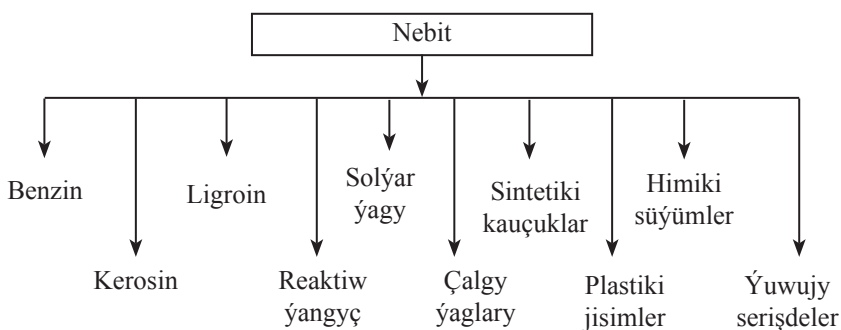 Nebit
Benzin
Kerosin
Ligroin
Reaktiw
ýangyç
Solýar
ýagy
Çalgy
ýaglary
Sintetiki
kauçuklar
Plastiki
jisimler
Himiki
süýümler
Ýuwujy
serişdeler